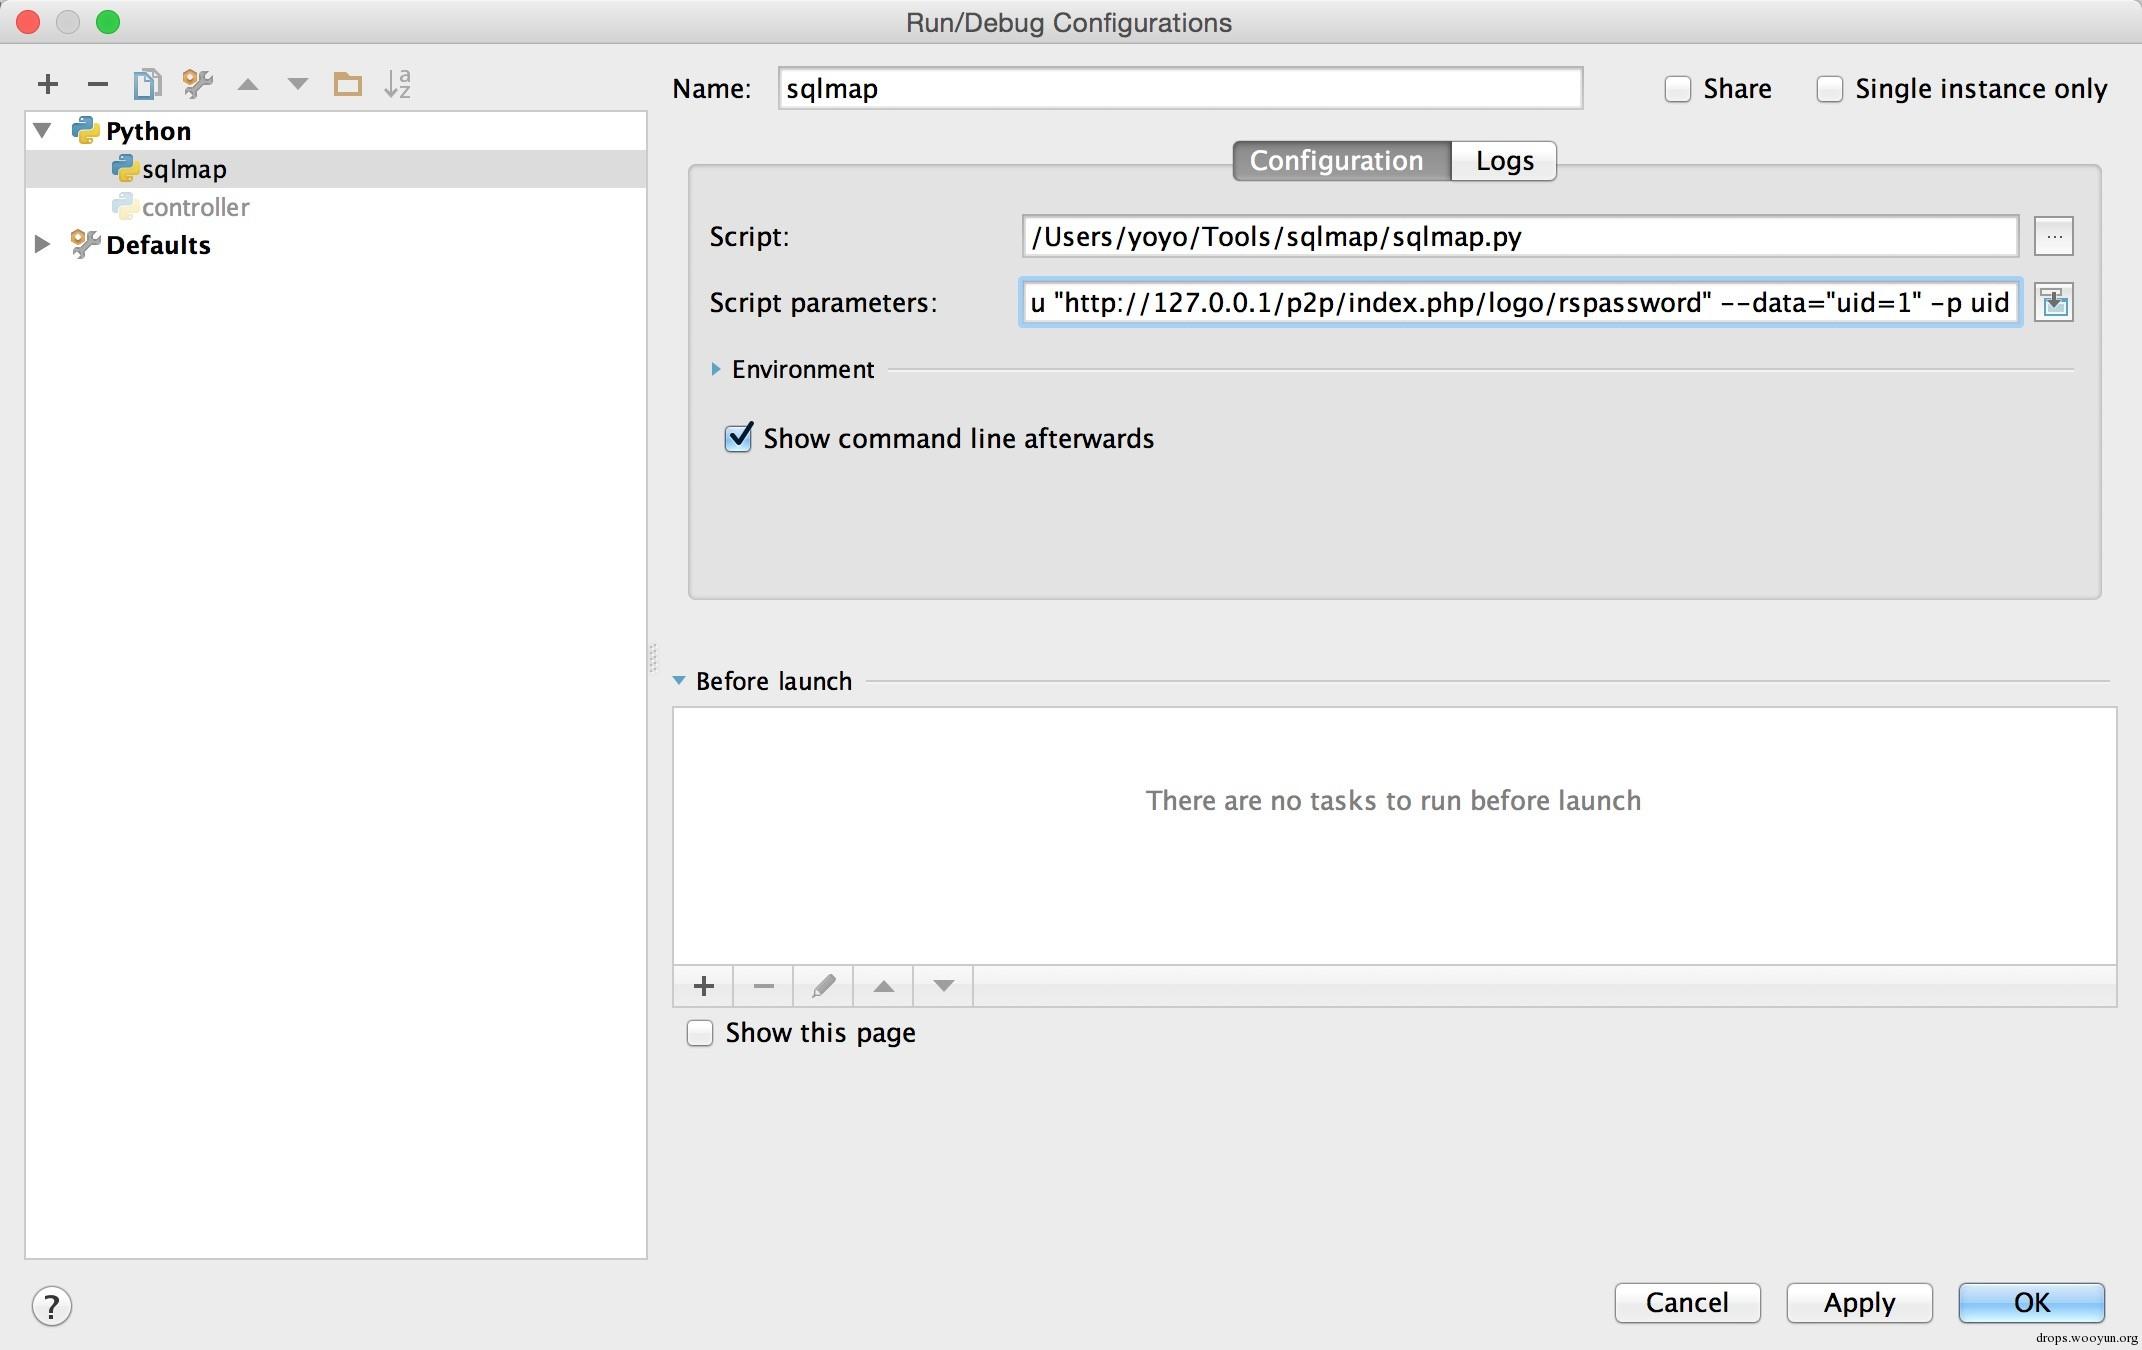 Run/Debug Configurations
Name: sqlmap Share Single instance only
Python
sqlmap
controller
Defaults
Configuration Logs
Script: /Users/yoyo/Tools/sqlmap/sqlmap.py ...
Script parameters: u "http://127.0.0.1/p2p/index.php/logo/rspassword" --data="uid=1" -p uid
Environment
Show command line afterwards
Before launch
There are no tasks to run before launch
Show this page
? Cancel Apply OK
drops.wooyun.org